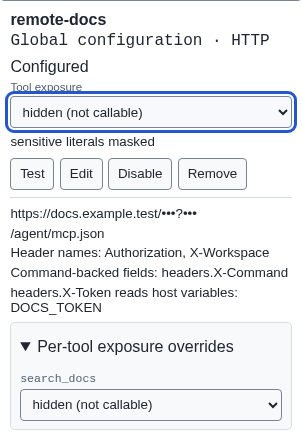 remote-docs
Global configuration · HTTP
Configured
Tool exposure
hidden (not callable)
sensitive literals masked
Test Edit Disable Remove
https://docs.example.test/•••?•••
/agent/mcp.json
Header names: Authorization, X-Workspace
Command-backed fields: headers.X-Command
headers.X-Token reads host variables:
DOCS_TOKEN
▼ Per-tool exposure overrides
search_docs
hidden (not callable)